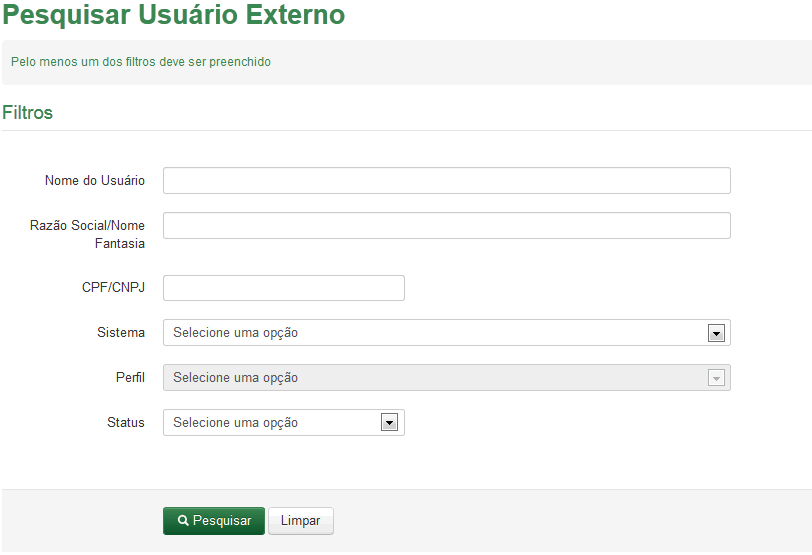 Pesquisar Usuário Externo
Pelo menos um dos filtros deve ser preenchido
Filtros
Nome do Usuário
Razão Social/Nome
Fantasia
CPF/CNPJ
Sistema Selecione uma opção
Perfil Selecione uma opção
Status Selecione uma opção
Pesquisar Limpar